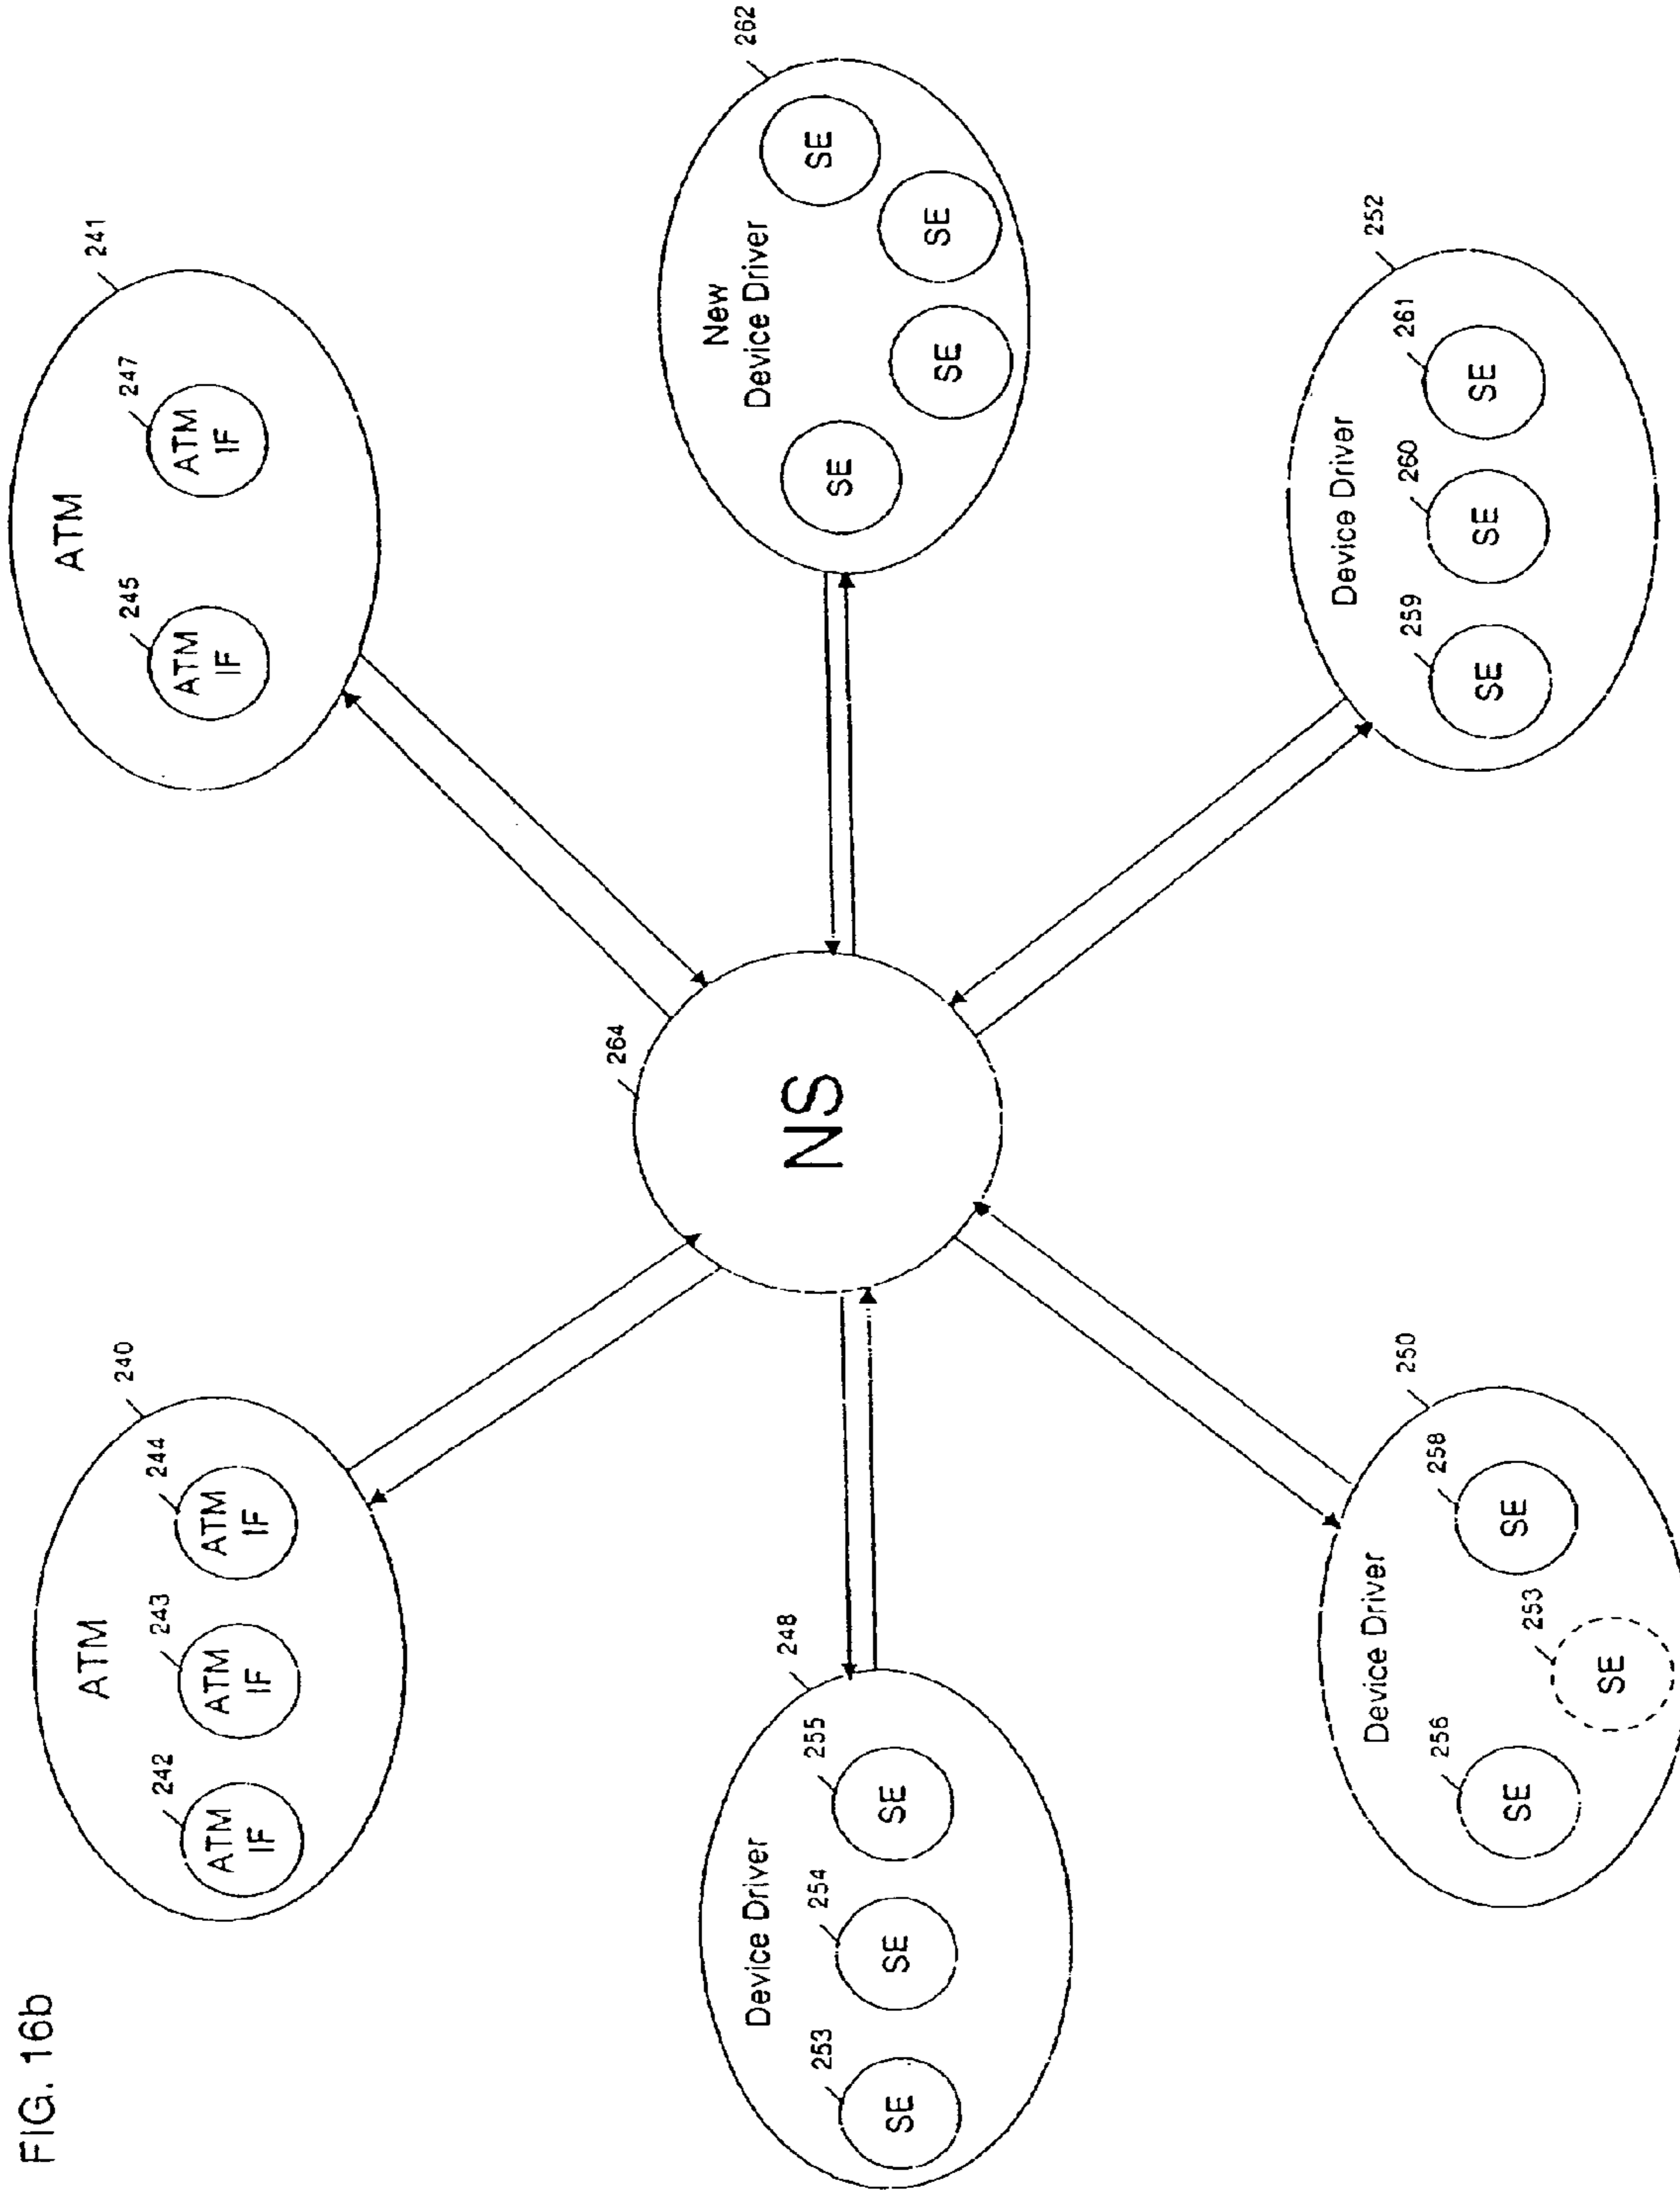 FIG. 16b
240
ATM
242
ATM
IF
243
ATM
IF
244
ATM
IF
241
ATM
245
ATM
IF
247
ATM
IF
264
NS
248
Device Driver
253
SE
254
SE
255
SE
262
New
Device Driver
SE
SE
SE
SE
250
Device Driver
256
SE
253
SE
258
SE
252
Device Driver
259
SE
260
SE
261
SE